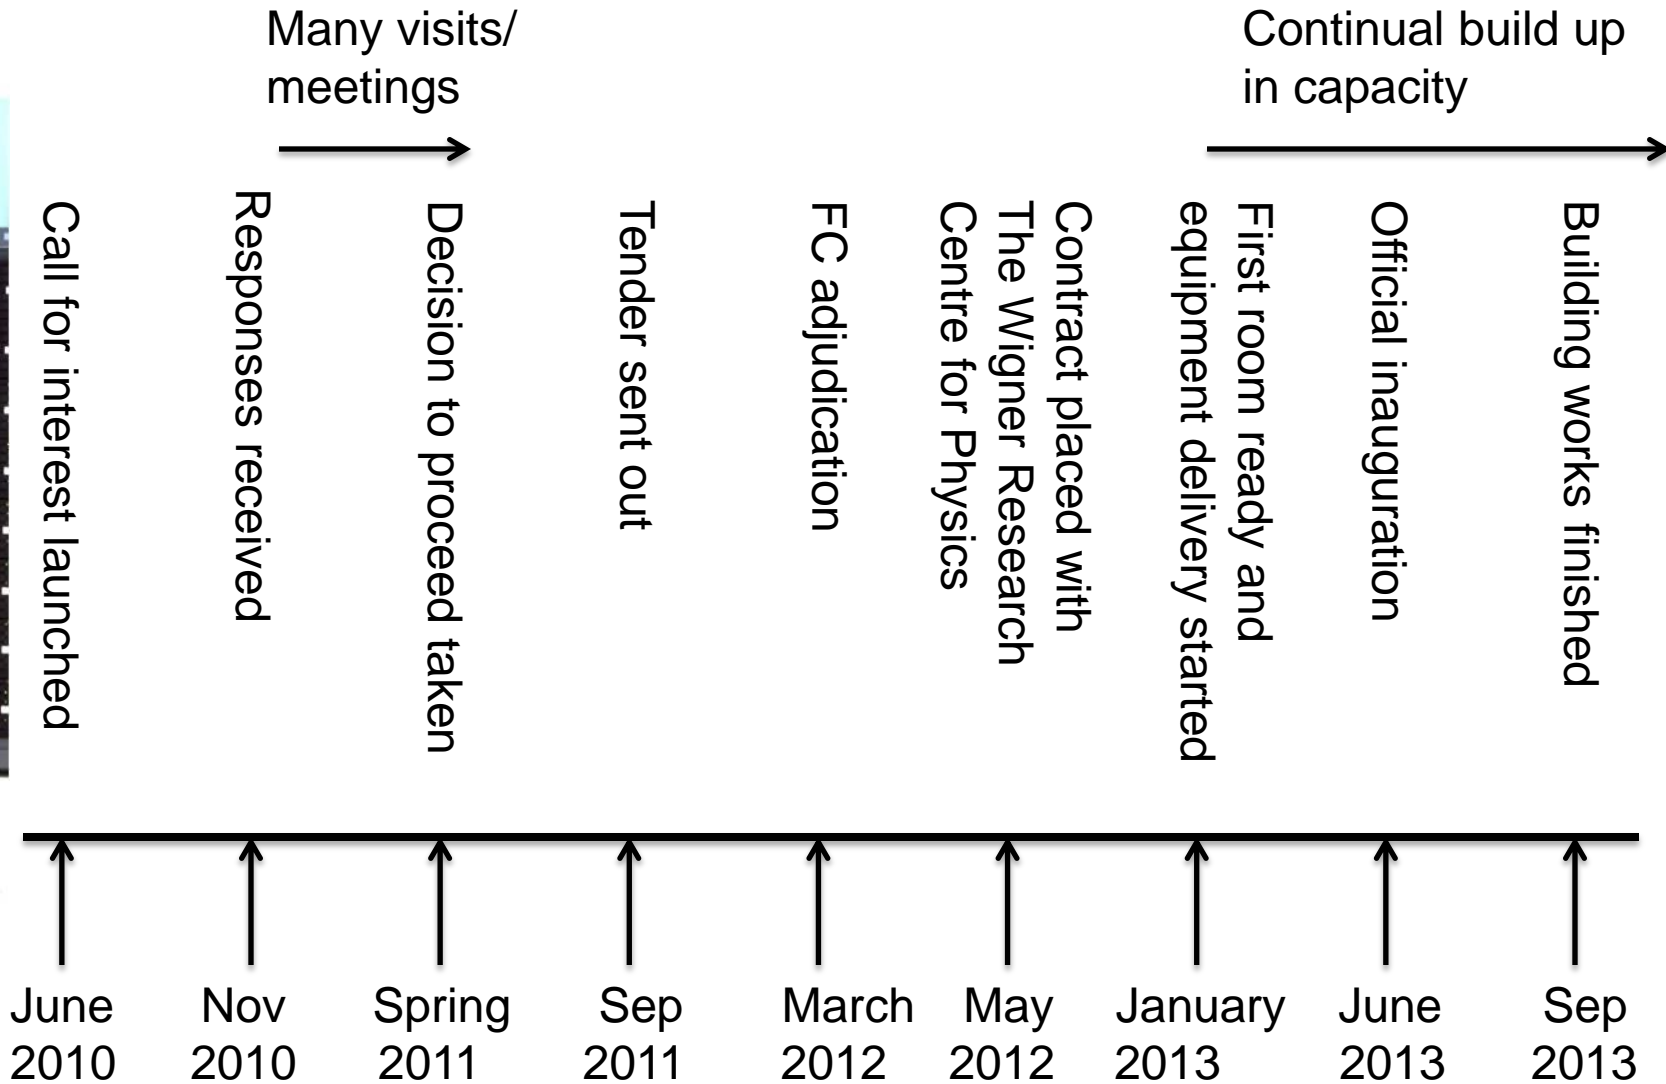 Many visits/
meetings
Continual build up
in capacity
Call for interest launched
Responses received
Decision to proceed taken
Tender sent out
FC adjudication
Contract placed with
The Wigner Research
Centre for Physics
First room ready and
equipment delivery started
Official inauguration
Building works finished
June
2010
Nov
2010
Spring
2011
Sep
2011
March
2012
May
2012
January
2013
June
2013
Sep
2013